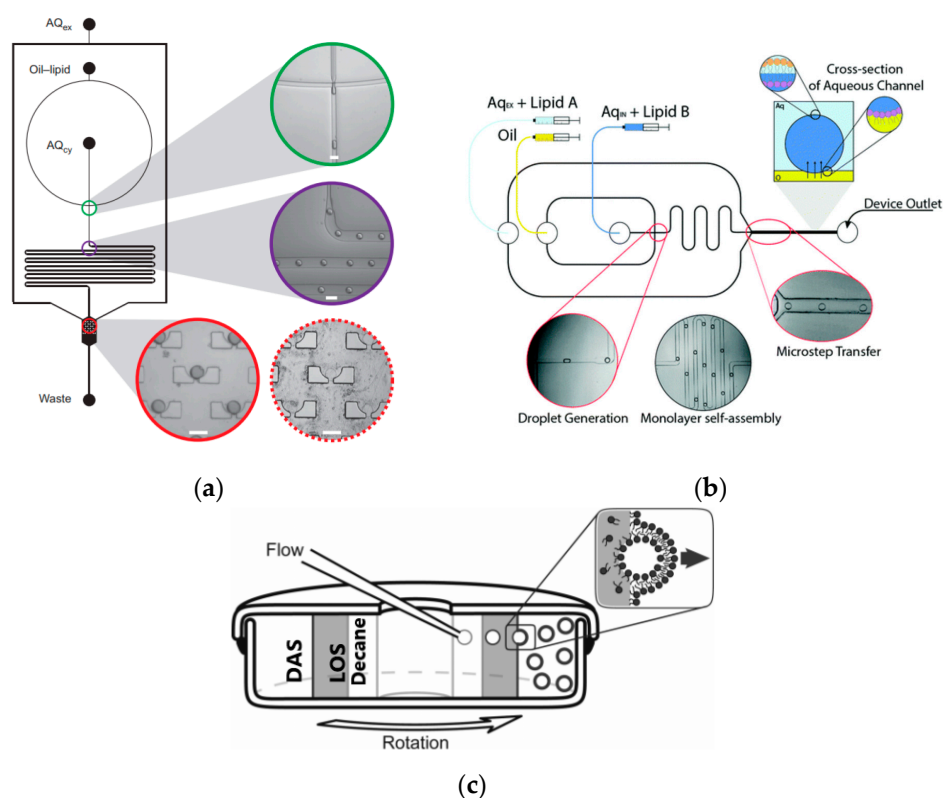 AQex
Oil–lipid
AQcy
Waste
(a)
AqEX + Lipid A
Oil
AqIN + Lipid B
Cross-section
of Aqueous Channel
Aq
O
Device Outlet
Microstep Transfer
Droplet Generation
Monolayer self-assembly
(b)
Flow
DAS
LOS
Decane
Rotation
(c)